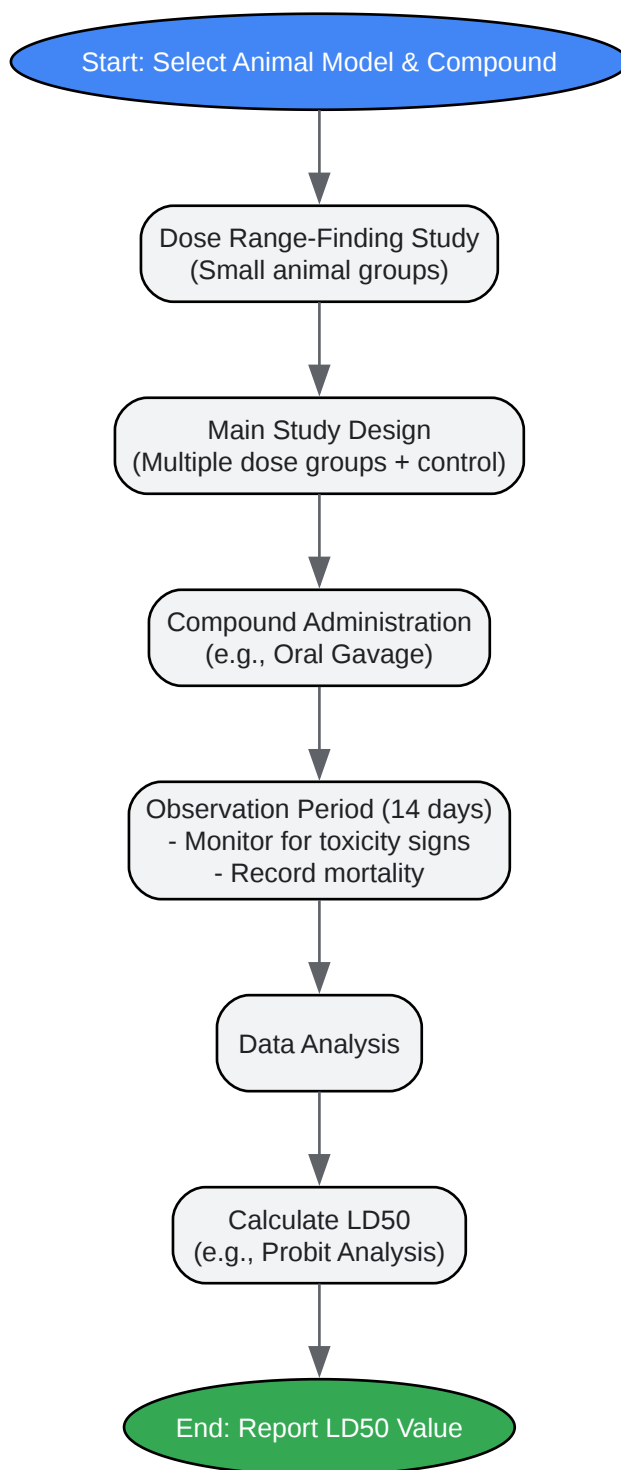 Start: Select Animal Model & Compound
Dose Range-Finding Study
(Small animal groups)
Main Study Design
(Multiple dose groups + control)
Compound Administration
(e.g., Oral Gavage)
Observation Period (14 days)
- Monitor for toxicity signs
- Record mortality
Data Analysis
Calculate LD50
(e.g., Probit Analysis)
End: Report LD50 Value